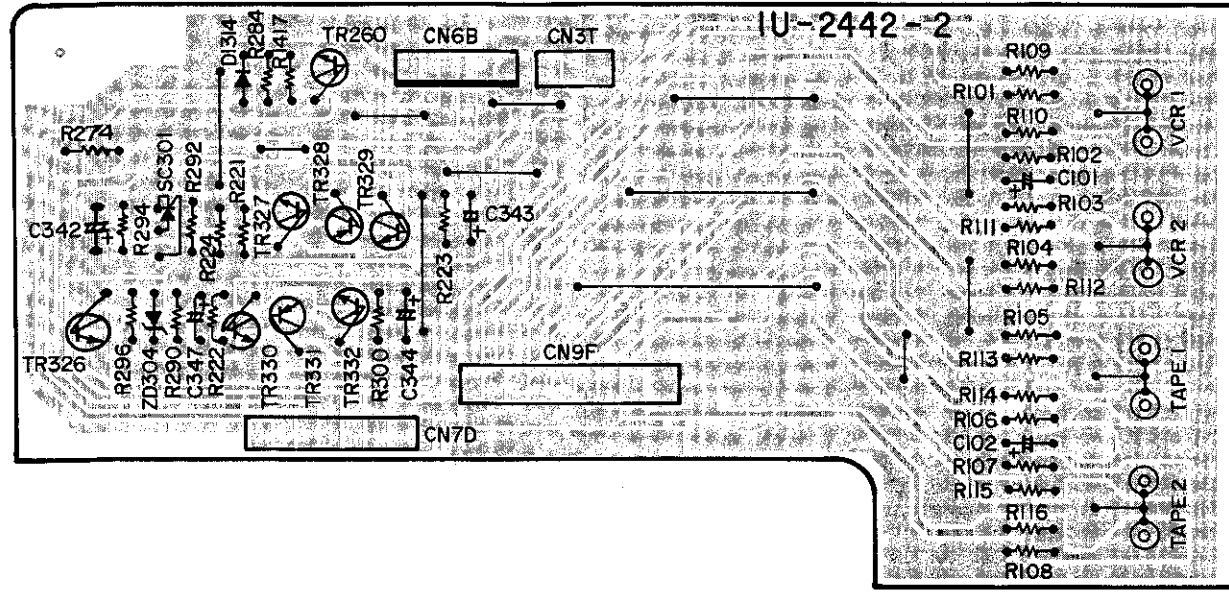 1U-2442-2
D1314
R284
R1417
TR260
CN6B
CN3T
R109
R101
R110
VCR 1
R274
SC301
R292
R221
TR328
TR329
R102
C101
R103
C342
R294
R224
TR327
R223
C343
R111
R104
VCR 2
R112
R105
TR326
R296
ZD304
R290
C347
R222
TR330
TR331
TR332
R300
C344
CN9F
R113
TAPE 1
R114
R106
CN7D
C102
R107
R115
R116
TAPE 2
R108